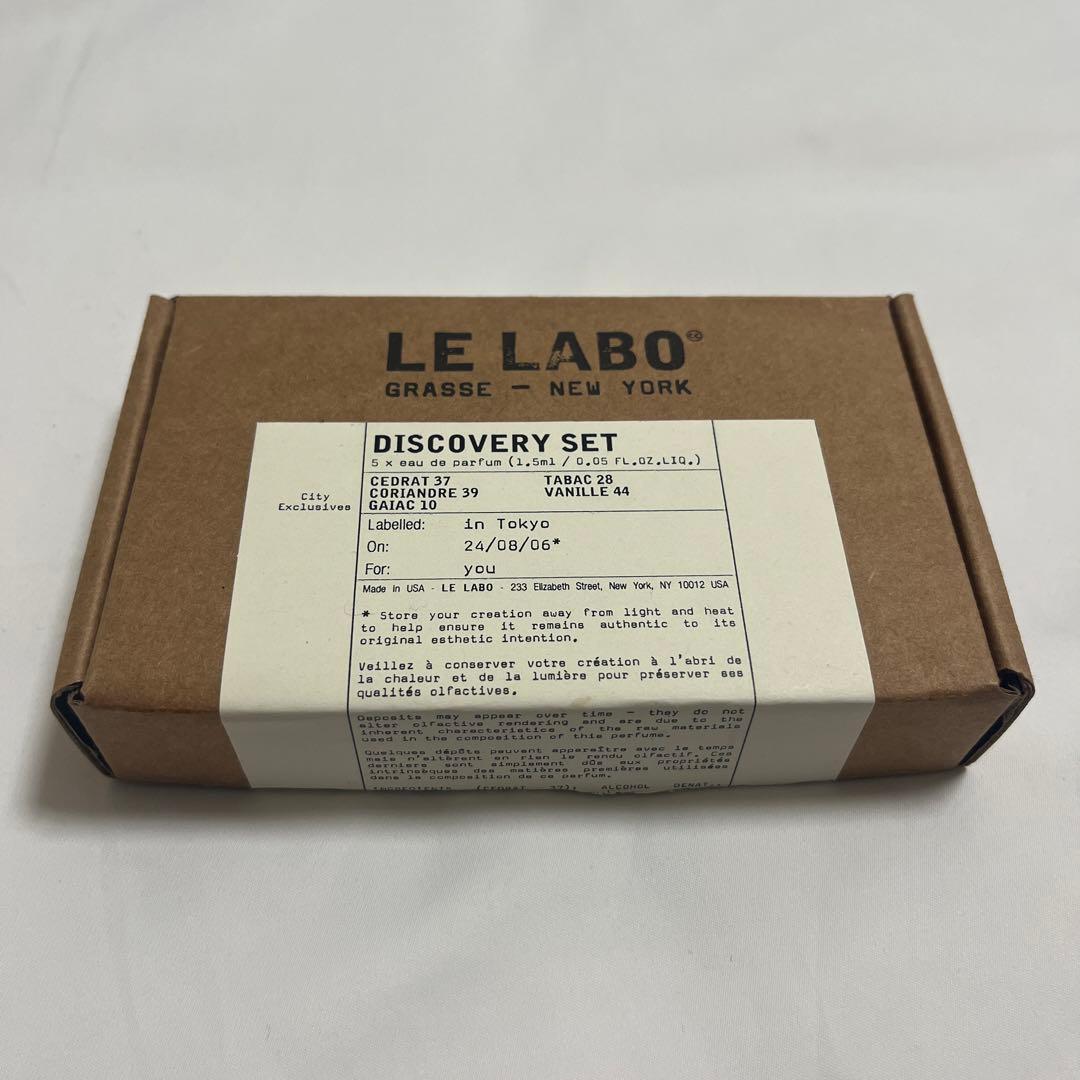 LE LABO
GRASSE — NEW YORK
DISCOVERY SET
5 x eau de parfum (1.5ml / 0.05 FL.OZ.LIQ.)
City
Exclusives
CEDRAT 37 TABAC 28
CORIANDRE 39 VANILLE 44
GAIAC 10
Labelled: in Tokyo
On: 24/08/06*
For: you
Made in USA - LE LABO - 233 Elizabeth Street, New York, NY 10012 USA
* Store your creation away from light and heat
to help ensure it remains authentic to its
original esthetic intention.
Veillez à conserver votre création à l'abri de
la chaleur et de la lumière pour préserver ses
qualités olfactives.
Deposits may appear over time – they do not
alter olfactive rendering and are due to the
inherent characteristics of the raw materials
used in the composition of this perfume.
Quelques dépôts peuvent apparaître avec le temps
mais n'altèrent en rien le rendu olfactif. Ces
derniers sont simplement dûs aux propriétés
intrinsèques des matières premières utilisées
dans la composition de ce parfum.
INGREDIENTS (CEDRAT 37): ALCOHOL DENAT.,